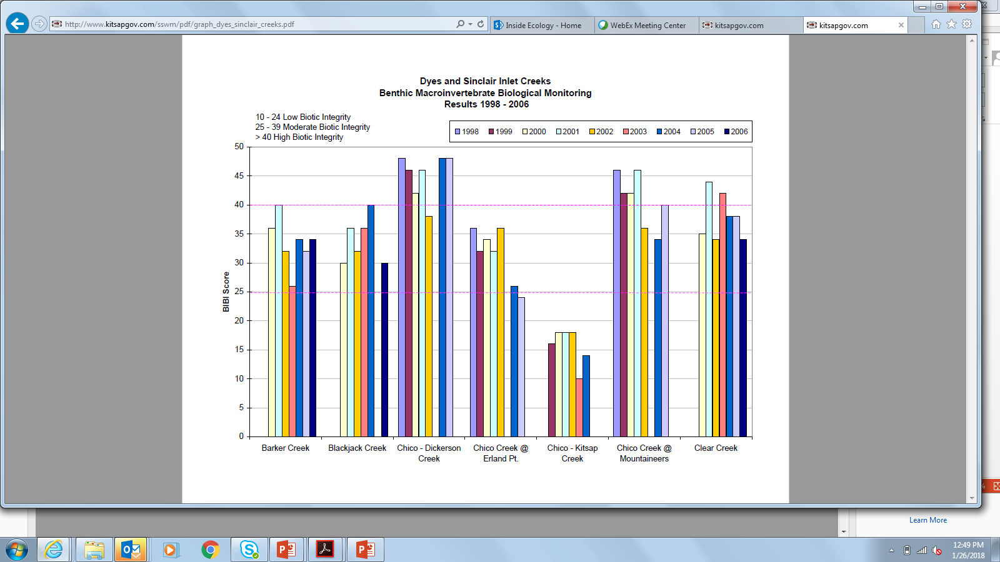 http://www.kitsapgov.com/sswm/pdf/graph_dyes_sinclair_creeks.pdf
Inside Ecology - Home
WebEx Meeting Center
kitsapgov.com
kitsapgov.com
Dyes and Sinclair Inlet Creeks
Benthic Macroinvertebrate Biological Monitoring
Results 1998 - 2006
10 - 24 Low Biotic Integrity
25 - 39 Moderate Biotic Integrity
> 40 High Biotic Integrity
1998 1999 2000 2001 2002 2003 2004 2005 2006
50
45
40
35
30
25
20
15
10
5
0
BIBI Score
Barker Creek
Blackjack Creek
Chico - Dickerson
Creek
Chico Creek @
Erland Pt.
Chico - Kitsap
Creek
Chico Creek @
Mountaineers
Clear Creek
Learn More
12:49 PM
1/26/2018